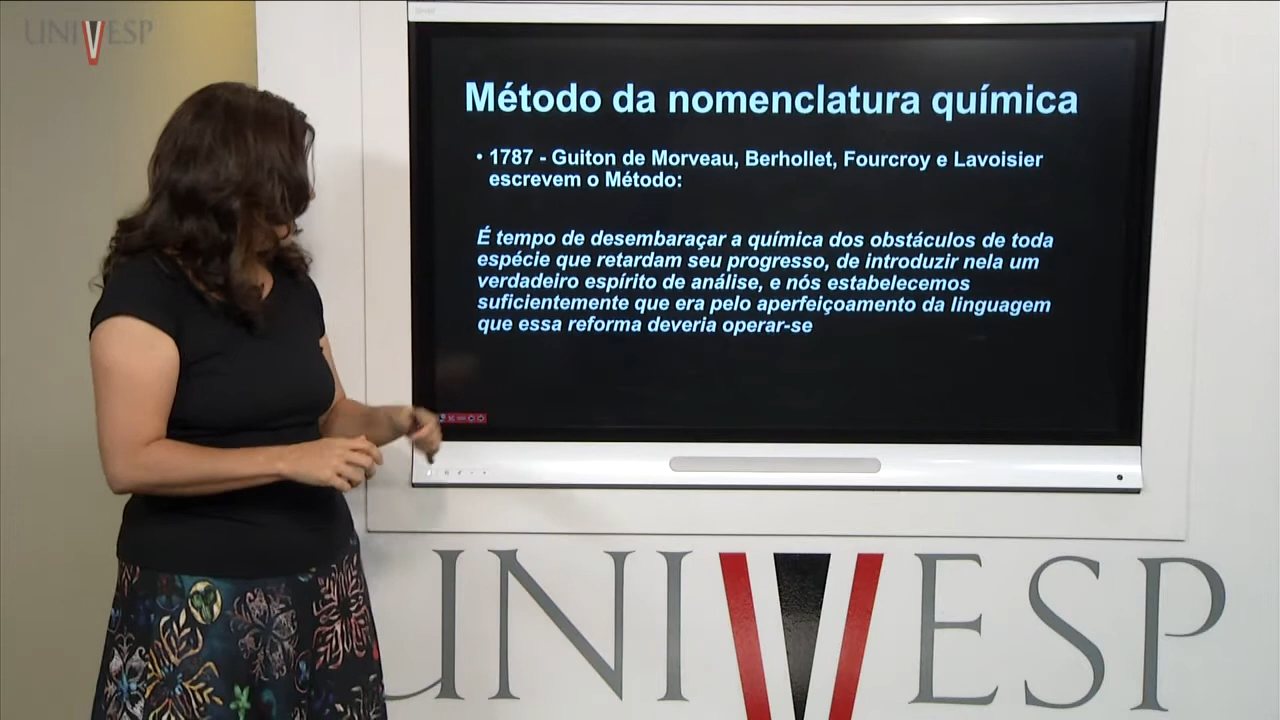 UNIVESP
Método da nomenclatura química
• 1787 - Guiton de Morveau, Berhollet, Fourcroy e Lavoisier
escrevem o Método:
É tempo de desembaraçar a química dos obstáculos de toda
espécie que retardam seu progresso, de introduzir nela um
verdadeiro espírito de análise, e nós estabelecemos
suficientemente que era pelo aperfeiçoamento da linguagem
que essa reforma deveria operar-se
UNIVESP